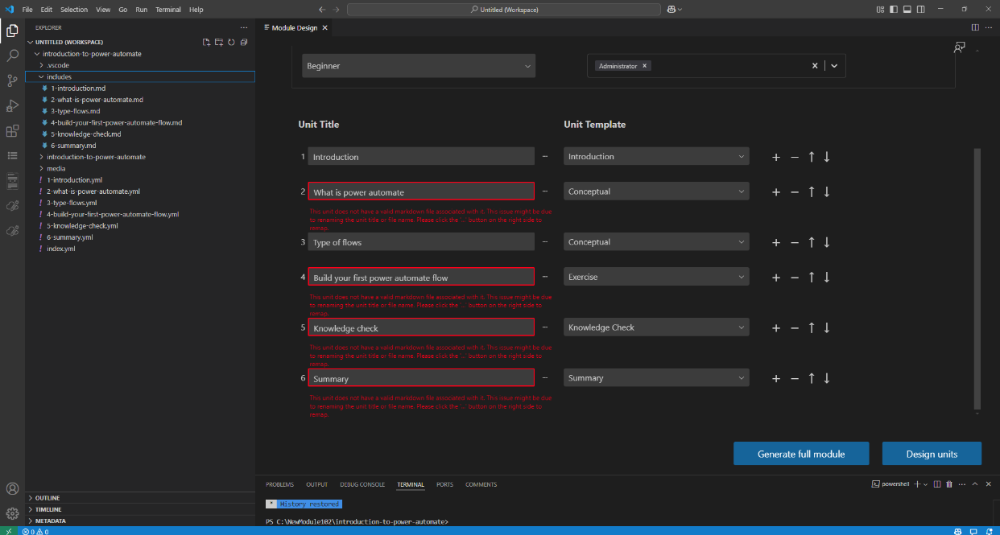 File Edit Selection View Go Run Terminal Help
Untitled (Workspace)
EXPLORER
Module Design
UNTITLED (WORKSPACE)
introduction-to-power-automate
.vscode
includes
1-introduction.md
2-what-is-power-automate.md
3-type-flows.md
4-build-your-first-power-automate-flow.md
5-knowledge-check.md
6-summary.md
introduction-to-power-automate
media
! 1-introduction.yml
! 2-what-is-power-automate.yml
! 3-type-flows.yml
! 4-build-your-first-power-automate-flow.yml
! 5-knowledge-check.yml
! 6-summary.yml
! index.yml
OUTLINE
TIMELINE
METADATA
Beginner
Administrator
Unit Title
Unit Template
1 Introduction
Introduction
2 What is power automate
Conceptual
This unit does not have a valid markdown file associated with it. This issue might be due
to renaming the unit title or file name. Please click the '...' button on the right side to
remap.
3 Type of flows
Conceptual
4 Build your first power automate flow
Exercise
This unit does not have a valid markdown file associated with it. This issue might be due
to renaming the unit title or file name. Please click the '...' button on the right side to
remap.
5 Knowledge check
Knowledge Check
This unit does not have a valid markdown file associated with it. This issue might be due
to renaming the unit title or file name. Please click the '...' button on the right side to
remap.
6 Summary
Summary
This unit does not have a valid markdown file associated with it. This issue might be due
to renaming the unit title or file name. Please click the '...' button on the right side to
remap.
Generate full module
Design units
PROBLEMS OUTPUT DEBUG CONSOLE TERMINAL PORTS COMMENTS
powershell
* History restored
PS C:\NewModule102\introduction-to-power-automate>
0 0